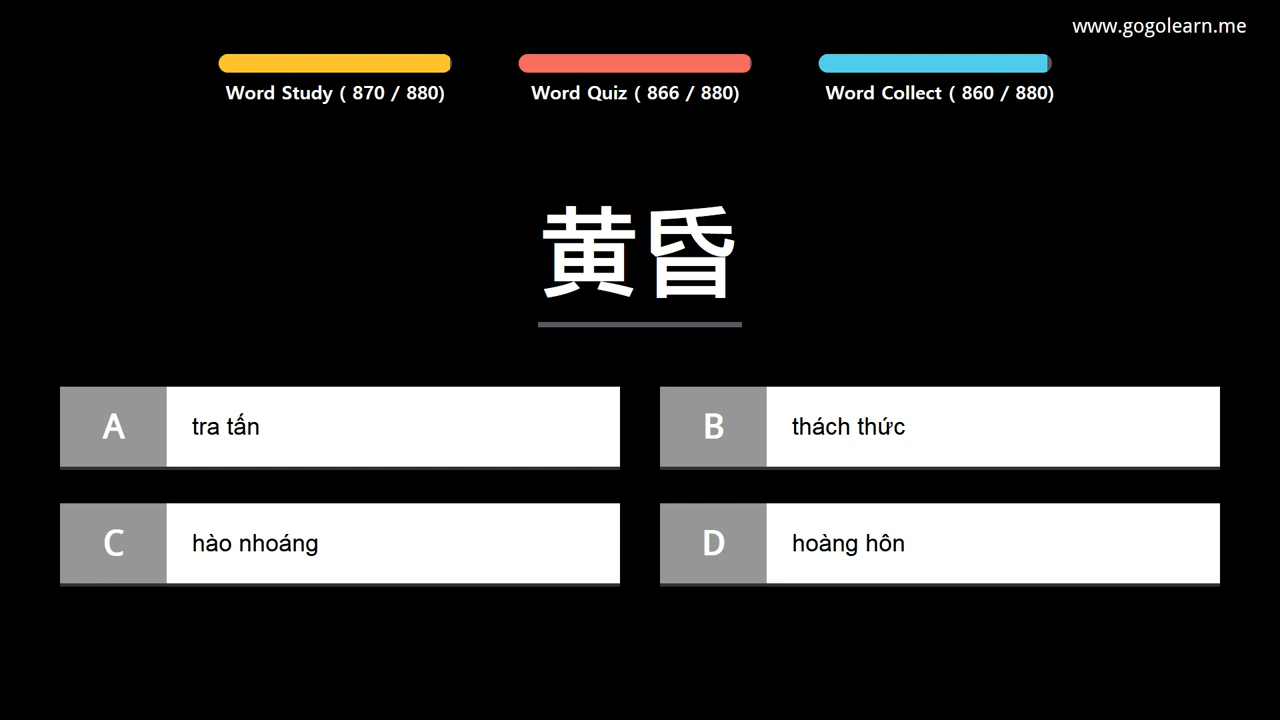 www.gogolearn.me
Word Study ( 870 / 880)
Word Quiz ( 866 / 880)
Word Collect ( 860 / 880)
黄昏
A
tra tấn
B
thách thức
C
hào nhoáng
D
hoàng hôn